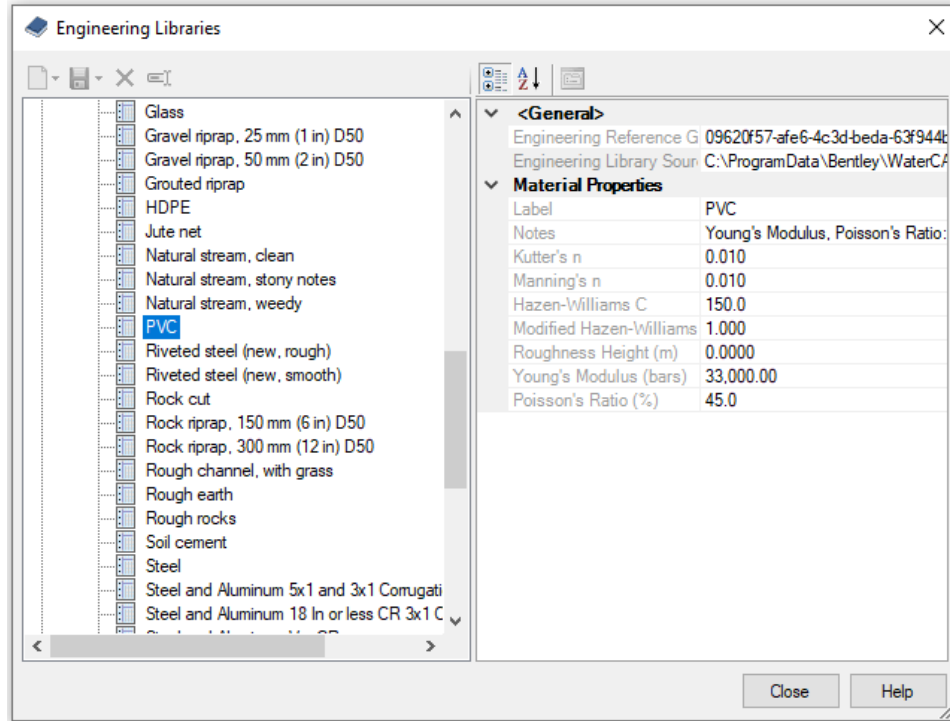 Engineering Libraries
Glass
Gravel riprap, 25 mm (1 in) D50
Gravel riprap, 50 mm (2 in) D50
Grouted riprap
HDPE
Jute net
Natural stream, clean
Natural stream, stony notes
Natural stream, weedy
PVC
Riveted steel (new, rough)
Riveted steel (new, smooth)
Rock cut
Rock riprap, 150 mm (6 in) D50
Rock riprap, 300 mm (12 in) D50
Rough channel, with grass
Rough earth
Rough rocks
Soil cement
Steel
Steel and Aluminum 5x1 and 3x1 Corrugati
Steel and Aluminum 18 In or less CR 3x1 C
<General>
Engineering Reference G 09620f57-afe6-4c3d-beda-63f944b
Engineering Library Sour C:\ProgramData\Bentley\WaterCA
Material Properties
Label PVC
Notes Young's Modulus, Poisson's Ratio:
Kutter's n 0.010
Manning's n 0.010
Hazen-Williams C 150.0
Modified Hazen-Williams 1.000
Roughness Height (m) 0.0000
Young's Modulus (bars) 33,000.00
Poisson's Ratio (%) 45.0
Close Help